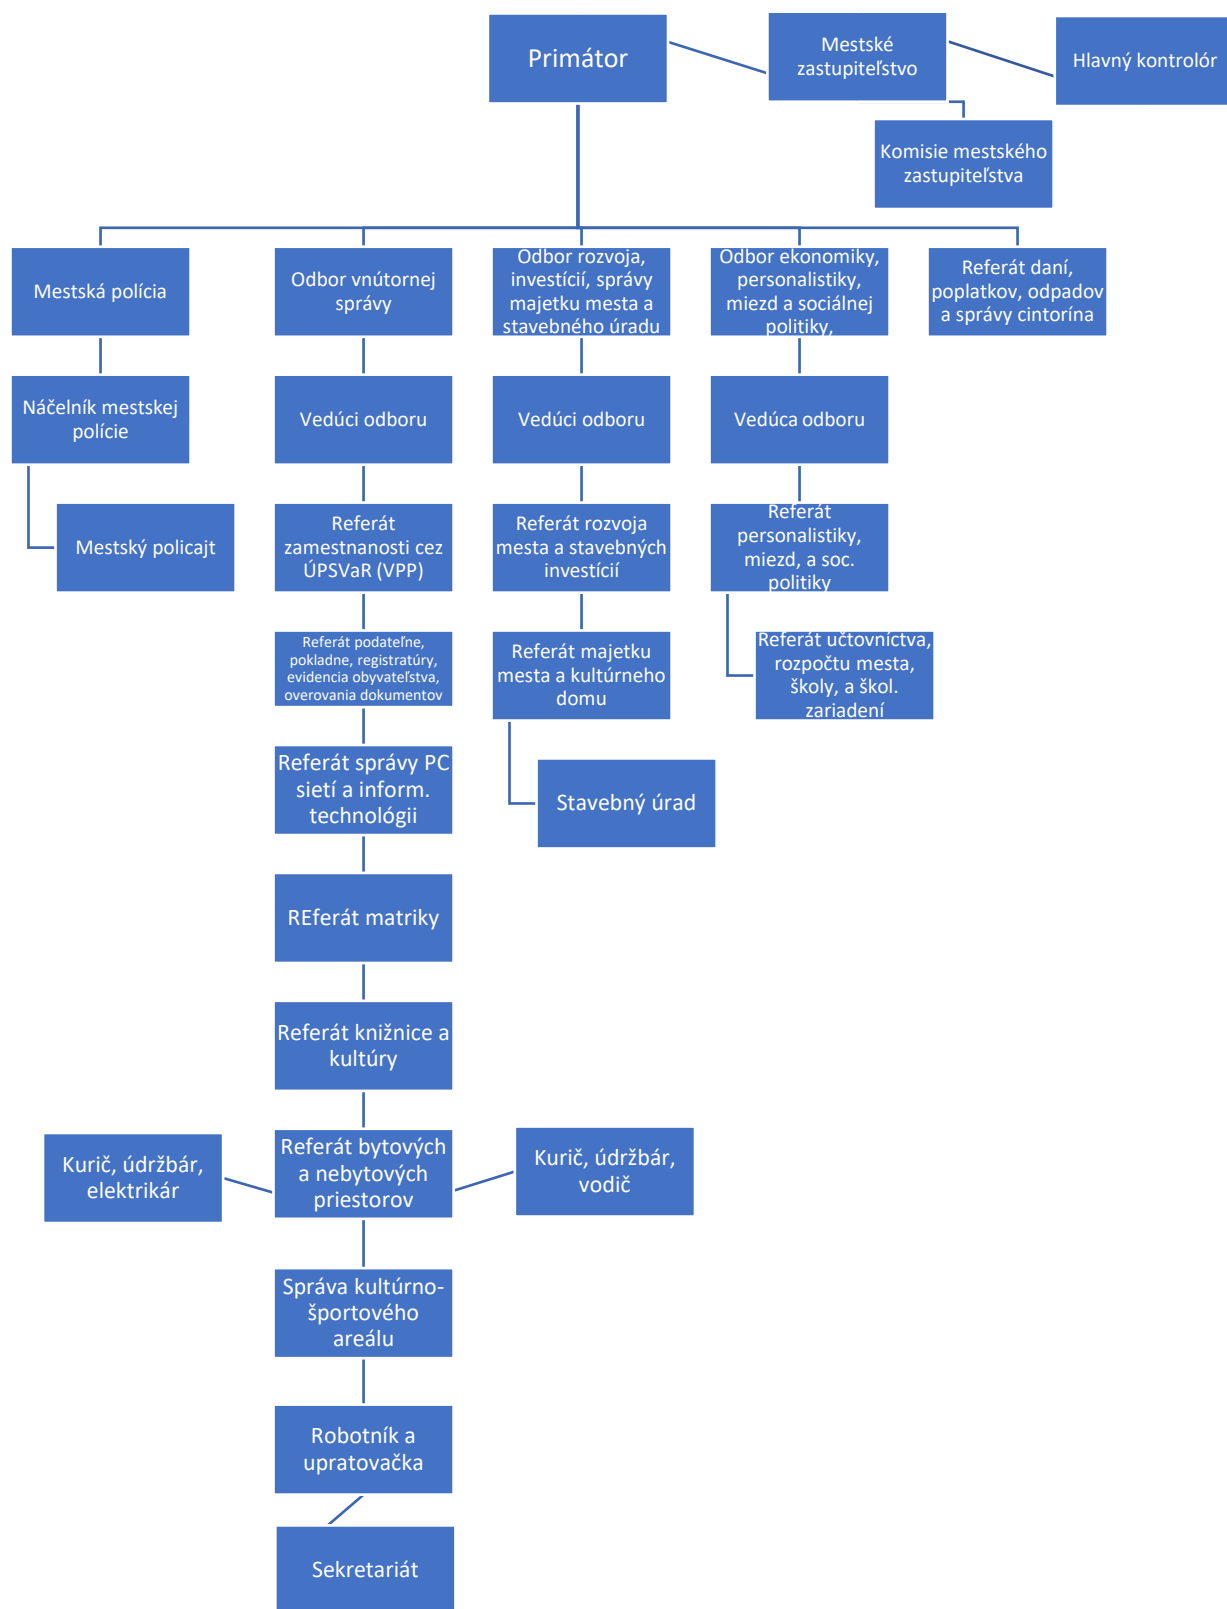 Primátor
Mestské
zastupiteľstvo
Hlavný kontrolór
Komisie mestského
zastupiteľstva
Mestská polícia
Odbor vnútornej
správy
Odbor rozvoja,
investícií, správy
majetku mesta a
stavebného úradu
Odbor ekonomiky,
personalistiky,
miezd a sociálnej
politiky,
Referát daní,
poplatkov, odpadov
a správy cintorína
Náčelník mestskej
polície
Vedúci odboru
Vedúci odboru
Vedúca odboru
Mestský policajt
Referát
zamestnanosti cez
ÚPSVaR (VPP)
Referát rozvoja
mesta a stavebných
investícií
Referát
personalistiky,
miezd, a soc.
politiky
Referát podateľne,
pokladne, registratúry,
evidencia obyvateľstva,
overovania dokumentov
Referát majetku
mesta a kultúrneho
domu
Referát učtovníctva,
rozpočtu mesta,
školy, a škol.
zariadení
Referát správy PC
sietí a inform.
technológii
Stavebný úrad
REferát matriky
Referát knižnice a
kultúry
Kurič, údržbár,
elektrikár
Referát bytových
a nebytových
priestorov
Kurič, údržbár,
vodič
Správa kultúrno-
športového
areálu
Robotník a
upratovačka
Sekretariát